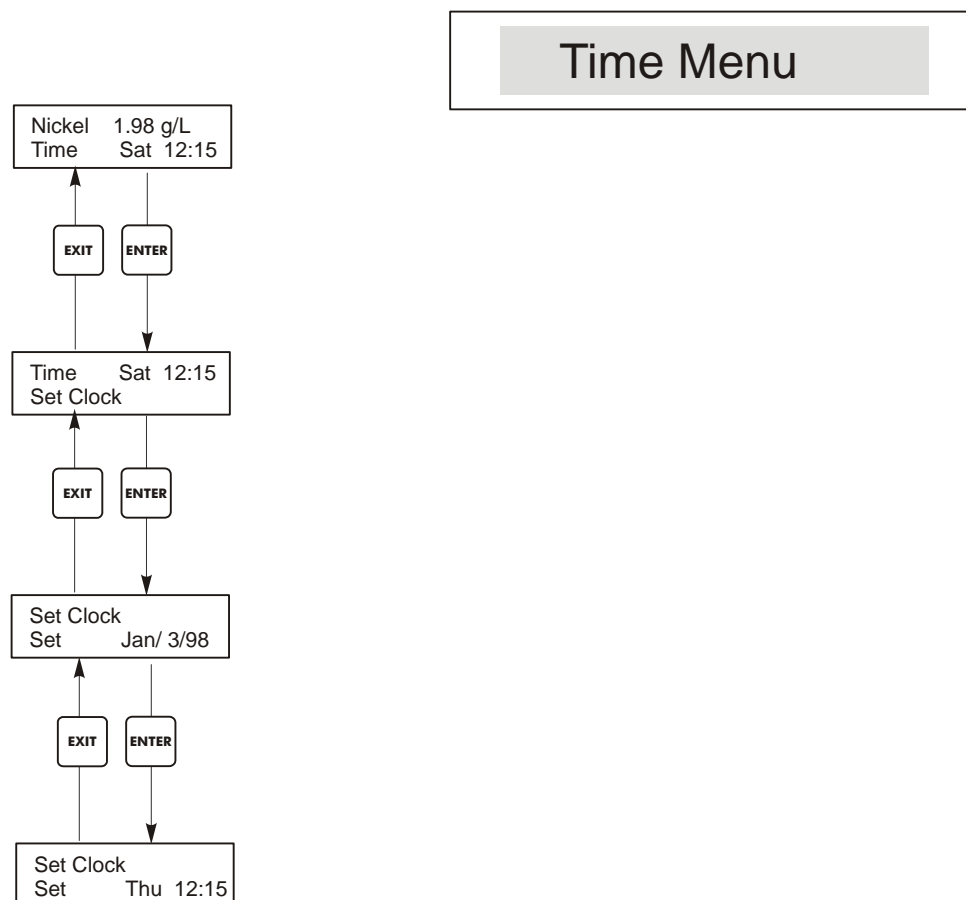 Time Menu
Nickel 1.98 g/L
Time Sat 12:15
EXIT ENTER
Time Sat 12:15
Set Clock
EXIT ENTER
Set Clock
Set Jan/ 3/98
EXIT ENTER
Set Clock
Set Thu 12:15